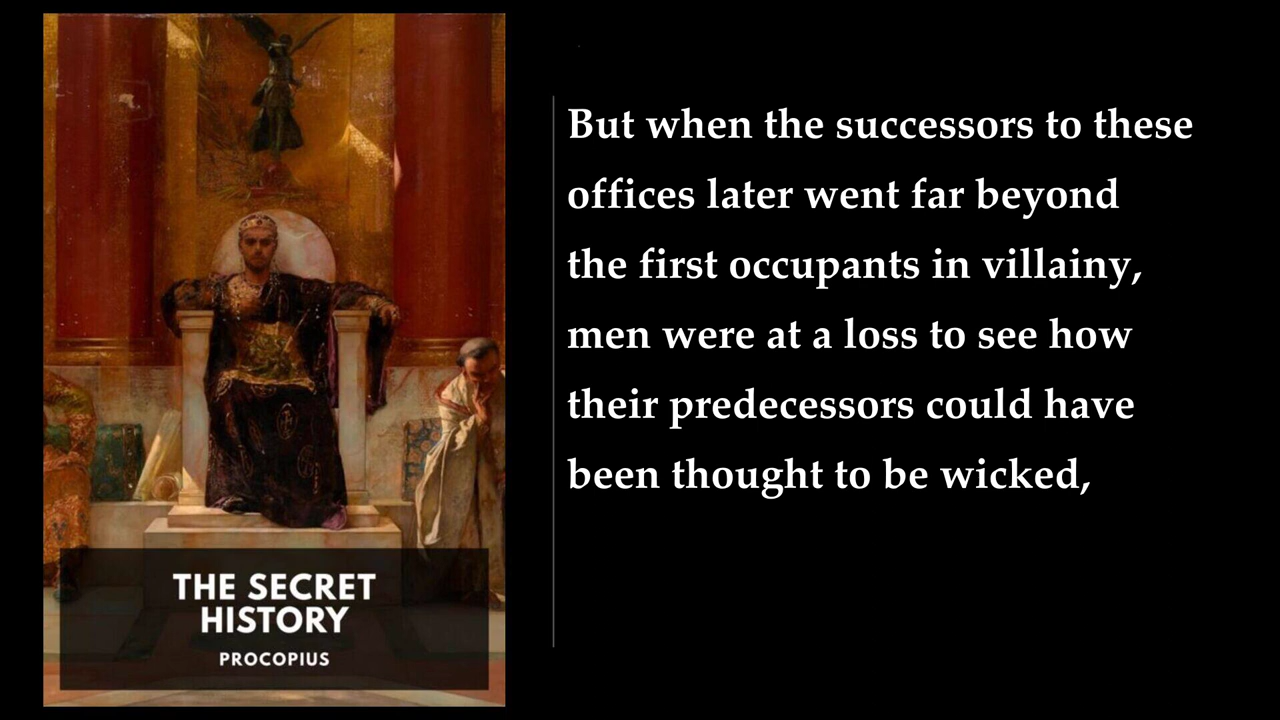 THE SECRET
HISTORY
PROCOPIUS
But when the successors to these
offices later went far beyond
the first occupants in villainy,
men were at a loss to see how
their predecessors could have
been thought to be wicked,